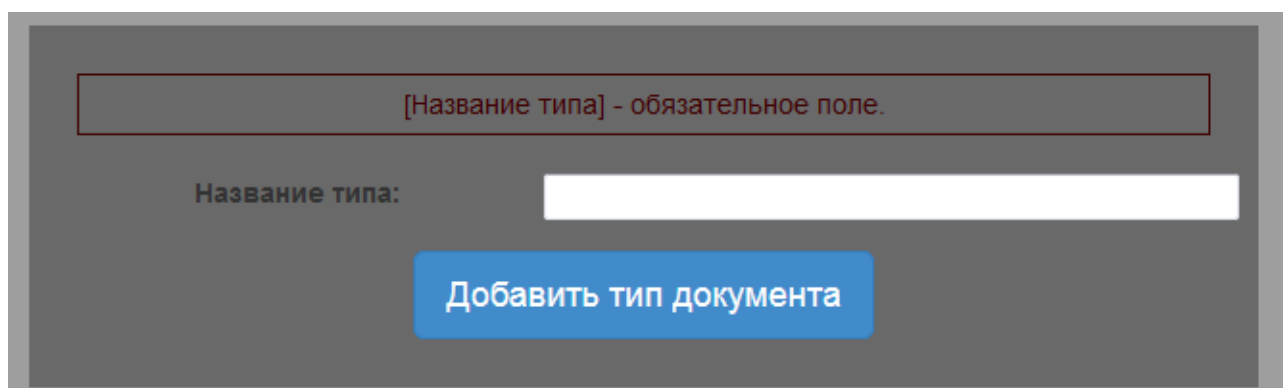 [Название типа] - обязательное поле.
Название типа:
Добавить тип документа